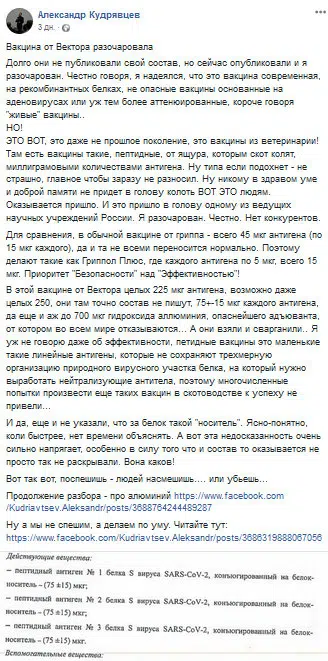 Александр Кудрявцев
3 дн. ·
Вакцина от Вектора разочаровала
Долго они не публиковали свой состав, но сейчас опубликовали и я
разочарован. Честно говоря, я надеялся, что это вакцина современная,
на рекомбинантных белках, не опасные вакцины основанные на
аденовирусах или уж тем более аттенюированные, короче говоря
"живые" вакцины..
НО!
ЭТО ВОТ, это даже не прошлое поколение, это вакцины из ветеринарии!
Там есть вакцины такие, пептидные, от ящура, которым скот колят,
миллиграммовыми количествами антигена. Ну типа если подохнет - не
страшно, главное чтобы заразу не разносил. Ну никому в здравом уме
и доброй памяти не придет в голову колоть ВОТ ЭТО людям.
Оказывается пришло. И это пришло в голову одному из ведущих
научных учреждений России. Я разочарован. Честно. Нет конкурентов.
Для сравнения, в обычной вакцине от гриппа - всего 45 мкг антигена (по
15 мкг каждого), да и та не всеми переносится нормально. Поэтому
делают такие как Гриппол Плюс, где каждого антигена по 5 мкг, всего 15
мкг. Приоритет "Безопасности" над "Эффективностью"!
В этой вакцине от Вектора целых 225 мкг антигена, возможно даже
целых 250, они там точно состав не пишут, 75+-15 мкг каждого антигена,
да еще и аж до 700 мкг гидроксида аллюминия, опаснейшего адъюванта,
от котором во всем мире отказываются... А они взяли и сварганили.. Я
уж не говорю даже об эффективности, петидные вакцины это маленькие
такие линейные антигены, которые не сохраняют трехмерную
организацию природного вирусного участка белка, на который нужно
выработать нейтрализующие антитела, поэтому многочисленные
попытки произвести еще таких вакцин в скотоводстве к успеху не
привели...
И да, еще и не указали, что за белок такой "носитель". Ясно-понятно,
коли быстрее, нет времени объяснять. А вот эта недосказанность очень
сильно напрягает, особенно в силу того что и состав то оказывается не
просто так не раскрывали. Вона каков!
Вот так вот, поспешишь - людей насмешишь.... или убьешь...
Продолжение разбора - про алюминий https://www.facebook.com
/Kudriavtsev.Aleksandr/posts/3688764244489287
Ну а мы не спешим, а делаем по уму. Читайте тут:
https://www.facebook.com/Kudriavtsev.Aleksandr/posts/3686319888067056
Действующие вещества:
– пептидный антиген № 1 белка S вируса SARS-CoV-2, конъюгированный на белок-
носитель – (75 ±15) мкг;
– пептидный антиген № 2 белка S вируса SARS-CoV-2, конъюгированный на белок-
носитель – (75 ±15) мкг;
– пептидный антиген № 3 белка S вируса SARS-CoV-2, конъюгированный на белок-
носитель – (75 ±15) мкг.
Вспомогательные вещества: